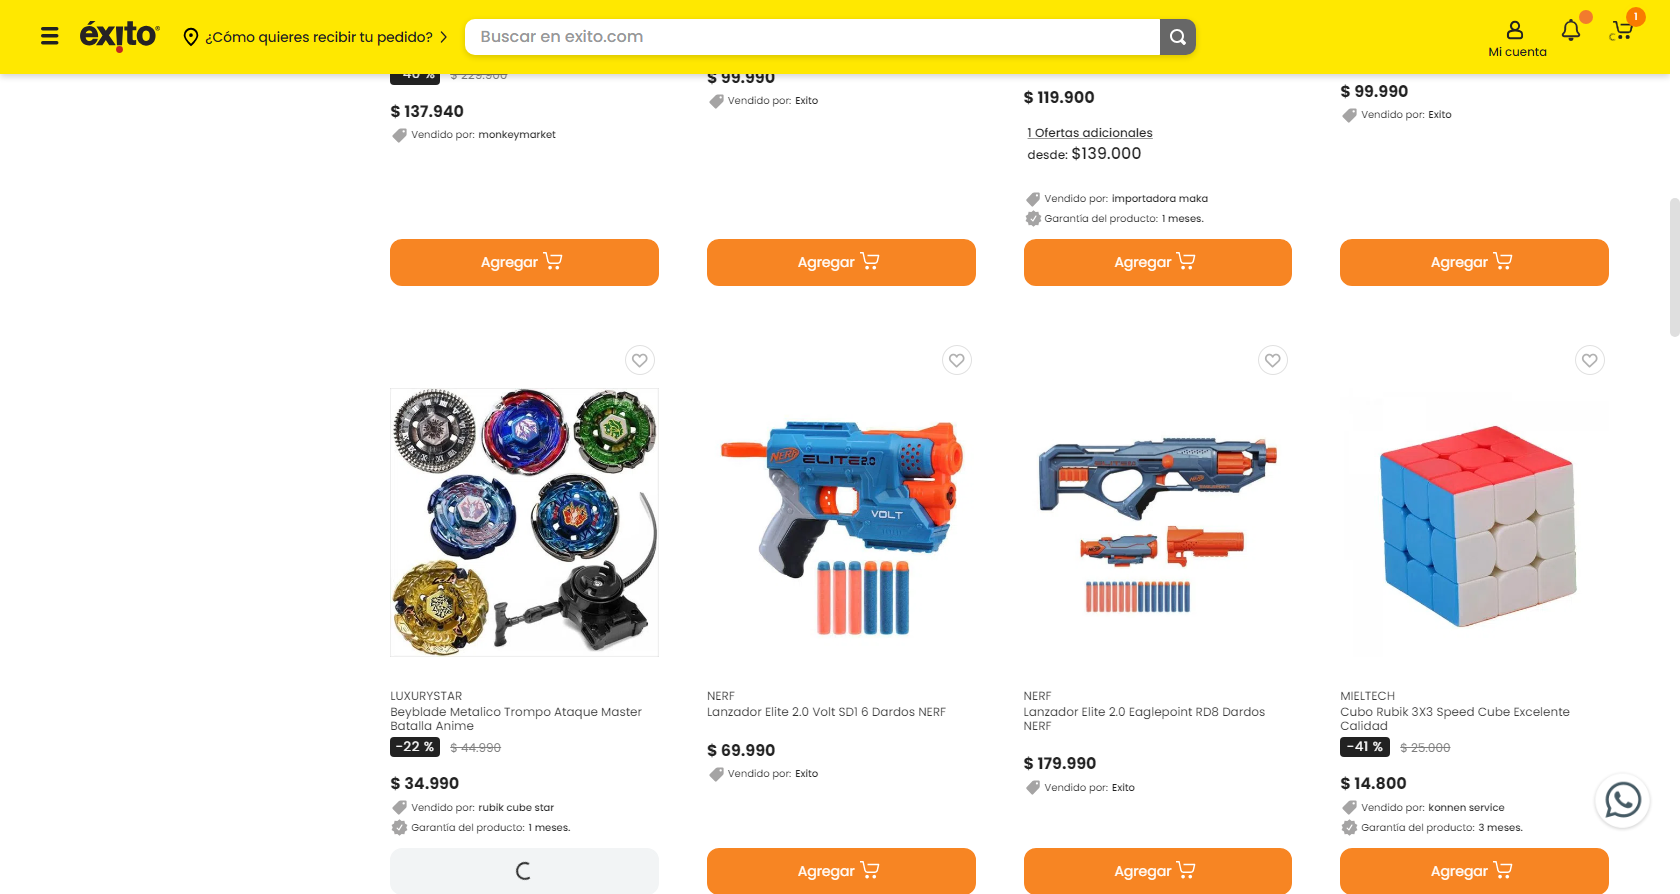 éxito
¿Cómo quieres recibir tu pedido?
Buscar en exito.com
1
Mi cuenta
-40 % $ 229.900
$ 137.940
Vendido por: monkeymarket
$ 99.990
Vendido por: Exito
$ 119.900
1 Ofertas adicionales
desde: $139.000
Vendido por: importadora maka
Garantía del producto: 1 meses.
$ 99.990
Vendido por: Exito
Agregar
Agregar
Agregar
Agregar
NERF ELITE 2.0
VOLT
LUXURYSTAR
Beyblade Metalico Trompo Ataque Master
Batalla Anime
-22 % $ 44.990
$ 34.990
Vendido por: rubik cube star
Garantía del producto: 1 meses.
NERF
Lanzador Elite 2.0 Volt SD1 6 Dardos NERF
$ 69.990
Vendido por: Exito
Agregar
NERF
Lanzador Elite 2.0 Eaglepoint RD8 Dardos
NERF
$ 179.990
Vendido por: Exito
Agregar
MIELTECH
Cubo Rubik 3X3 Speed Cube Excelente
Calidad
-41 % $ 25.000
$ 14.800
Vendido por: konnen service
Garantía del producto: 3 meses.
Agregar